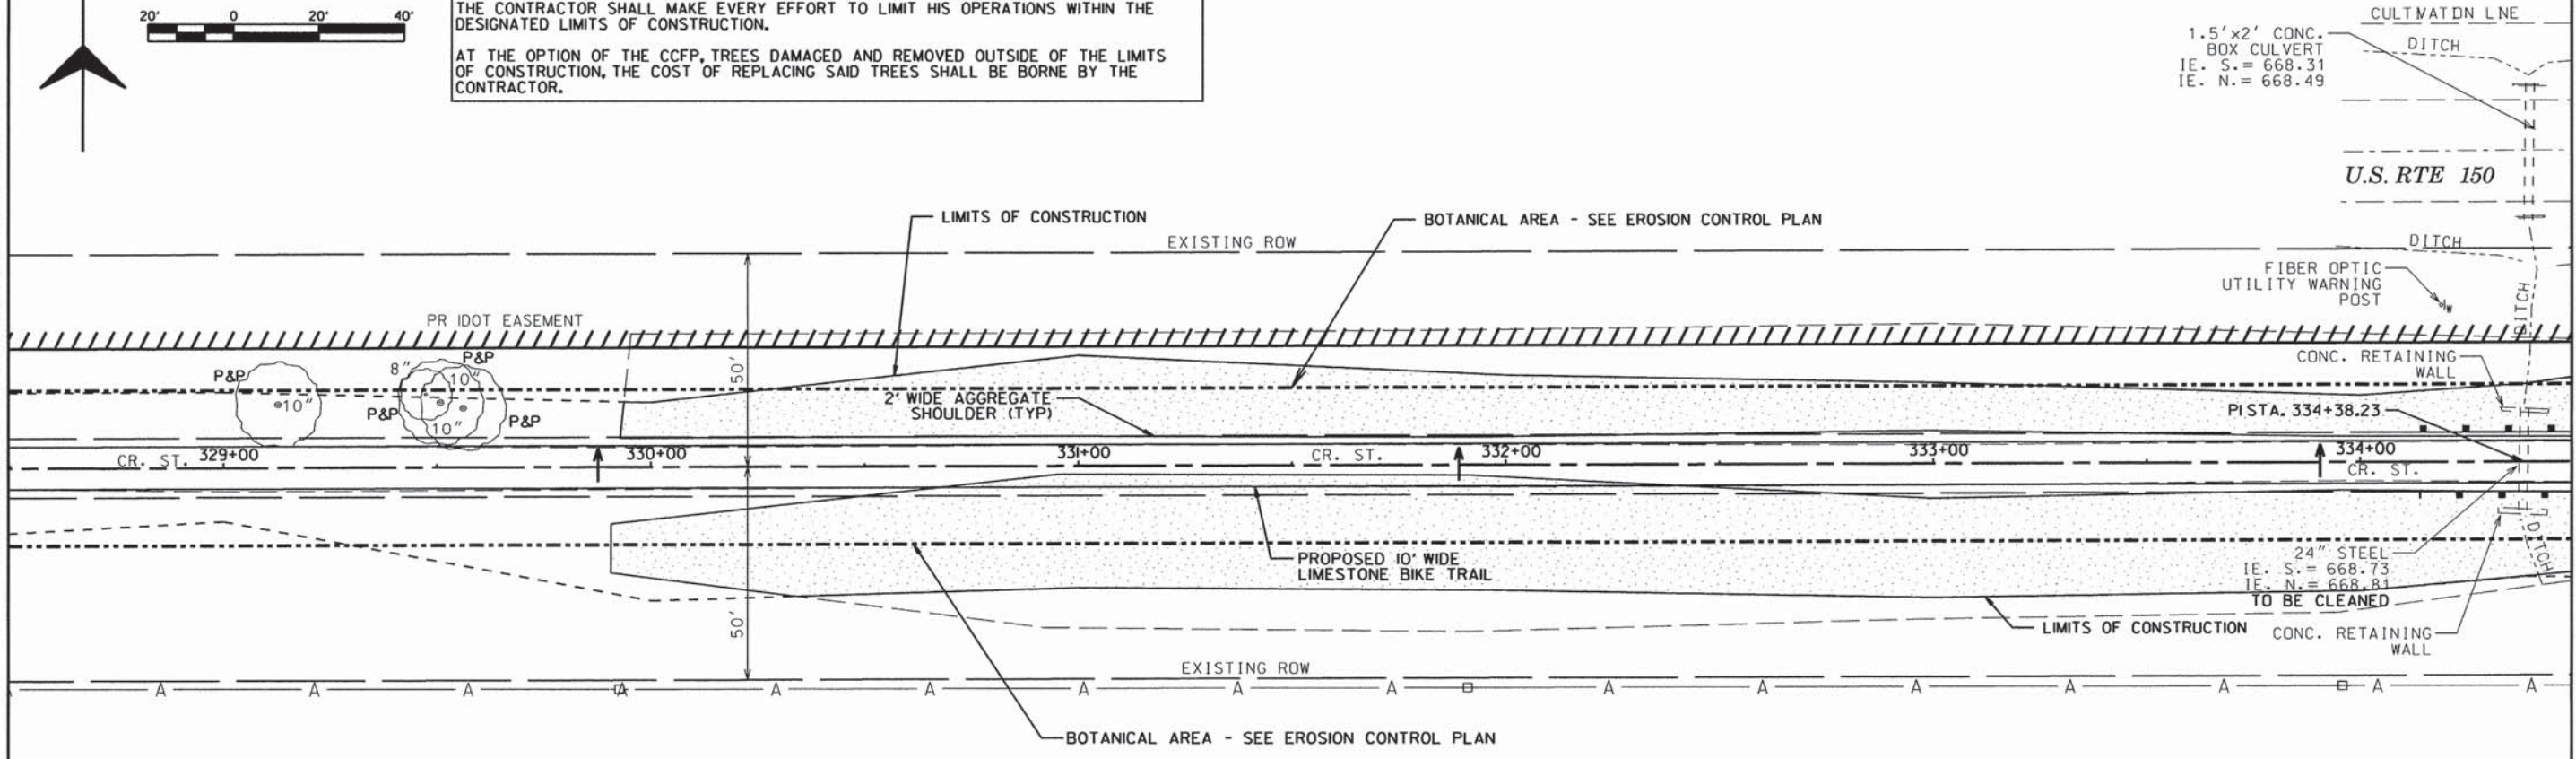 20' 0 20' 40'
THE CONTRACTOR SHALL MAKE EVERY EFFORT TO LIMIT HIS OPERATIONS WITHIN THE
DESIGNATED LIMITS OF CONSTRUCTION.
AT THE OPTION OF THE CCFP, TREES DAMAGED AND REMOVED OUTSIDE OF THE LIMITS
OF CONSTRUCTION, THE COST OF REPLACING SAID TREES SHALL BE BORNE BY THE
CONTRACTOR.
CULTIVATION LINE
DITCH
1.5'x2' CONC.
BOX CULVERT
IE. S.= 668.31
IE. N.= 668.49
U.S. RTE 150
LIMITS OF CONSTRUCTION
BOTANICAL AREA - SEE EROSION CONTROL PLAN
EXISTING ROW
DITCH
FIBER OPTIC
UTILITY WARNING
POST
DITCH
PR IDOT EASEMENT
CONC. RETAINING
WALL
P&P
10"
8"
P&P
10"
P&P
10"
P&P
50'
2' WIDE AGGREGATE
SHOULDER (TYP)
PI STA. 334+38.23
CR. ST.
329+00
330+00
331+00
CR. ST.
332+00
333+00
334+00
CR. ST.
PROPOSED 10' WIDE
LIMESTONE BIKE TRAIL
24" STEEL
IE. S.= 668.73
IE. N.= 668.81
TO BE CLEANED
DITCH
50'
LIMITS OF CONSTRUCTION
CONC. RETAINING
WALL
EXISTING ROW
A A A A A A A A A A A A A A A A
BOTANICAL AREA - SEE EROSION CONTROL PLAN